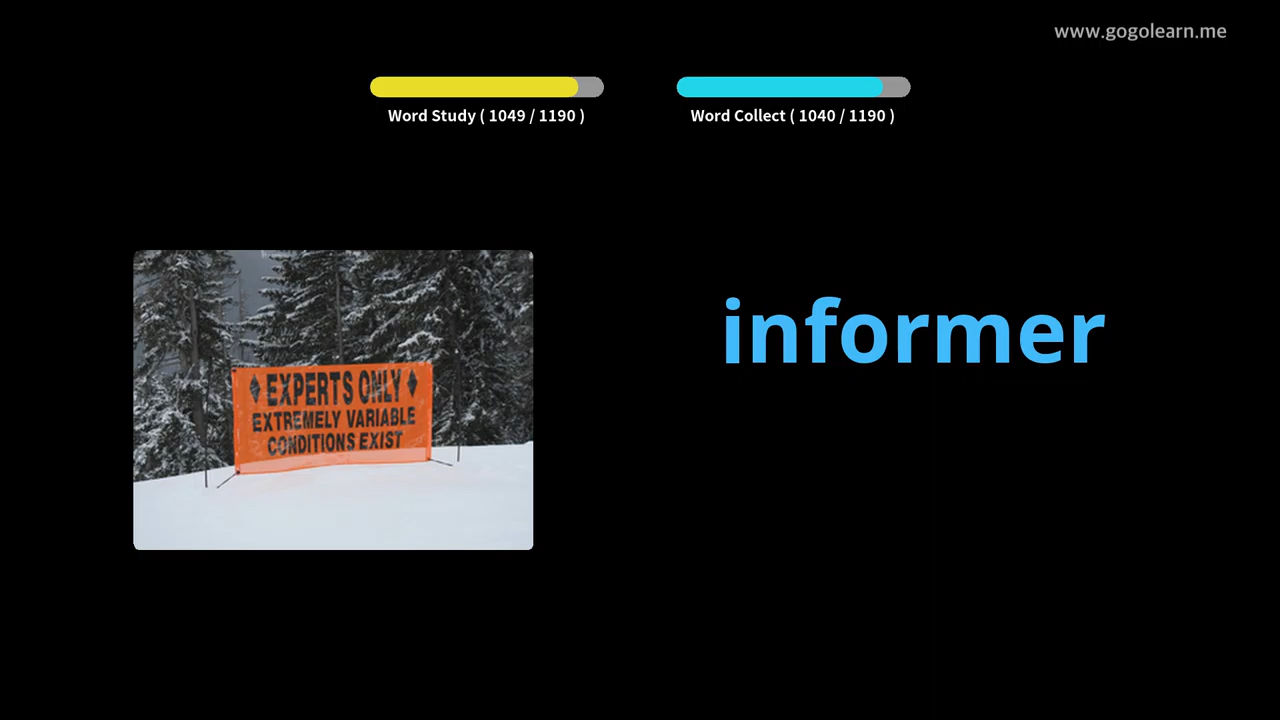 www.gogolearn.me
Word Study ( 1049 / 1190 )
Word Collect ( 1040 / 1190 )
EXPERTS ONLY
EXTREMELY VARIABLE
CONDITIONS EXIST
informer